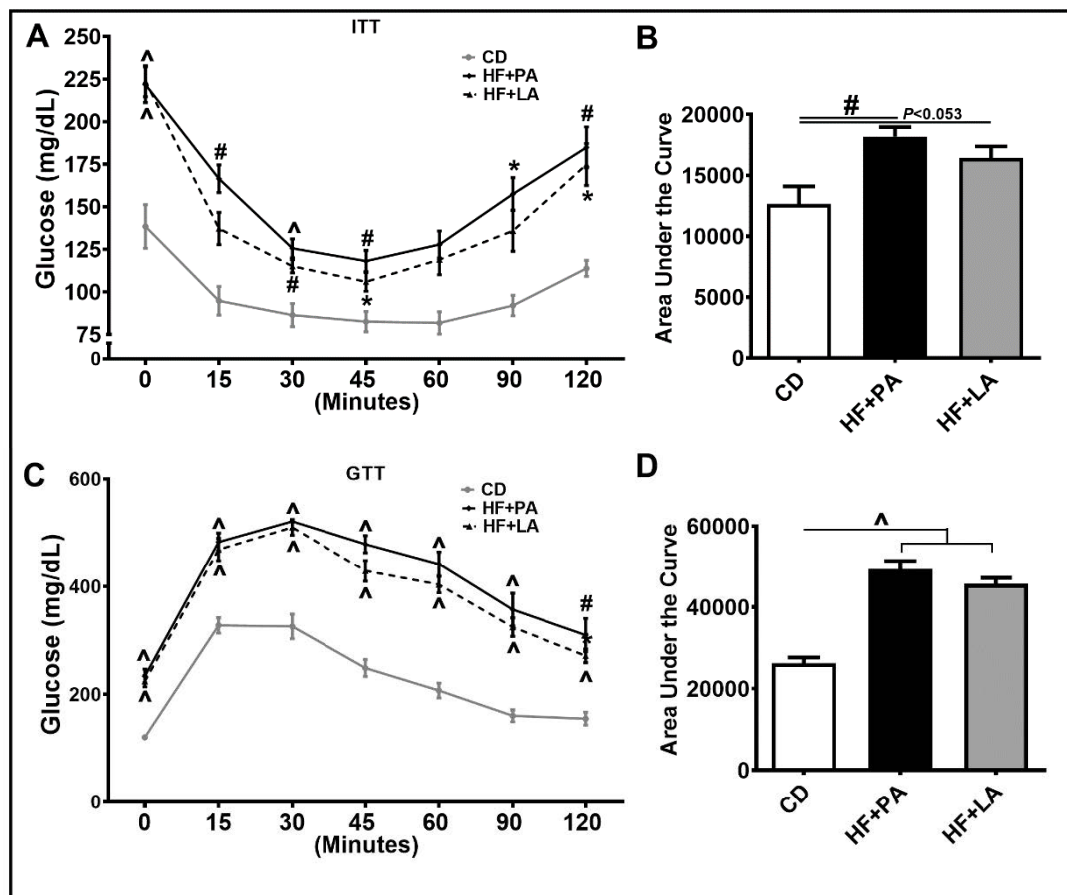 A
ITT
CD
HF+PA
HF+LA
Glucose (mg/dL)
250
225
200
175
150
125
100
75
0
^
^
#
^
#
#
*
*
#
*
0 15 30 45 60 90 120
(Minutes)
B
Area Under the Curve
20000
15000
10000
5000
0
#
P<0.053
CD
HF+PA
HF+LA
C
GTT
CD
HF+PA
HF+LA
Glucose (mg/dL)
600
400
200
0
^
^
^
^
^
^
^
^
^
^
^
^
#
^
0 15 30 45 60 90 120
(Minutes)
D
Area Under the Curve
60000
40000
20000
0
^
CD
HF+PA
HF+LA